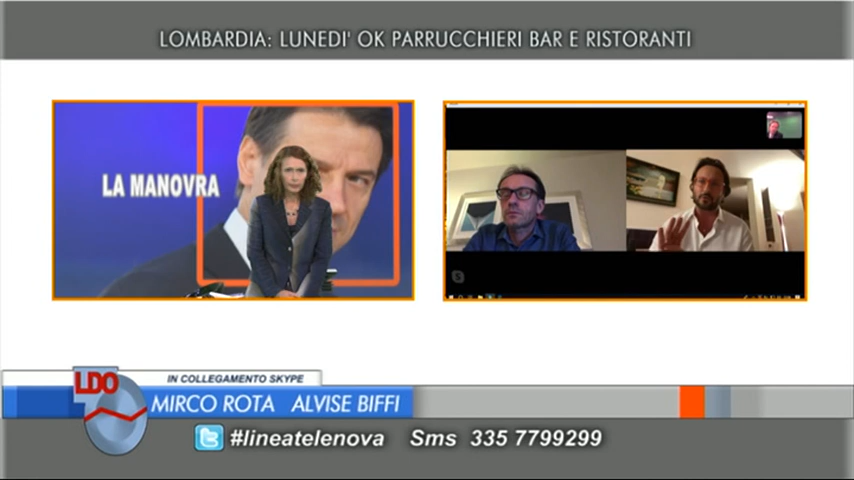 LOMBARDIA: LUNEDI' OK PARRUCCHIERI BAR E RISTORANTI
LA MANOVRA
IN COLLEGAMENTO SKYPE
LDO
MIRCO ROTA ALVISE BIFFI
#lineatelenova Sms 335 7799299